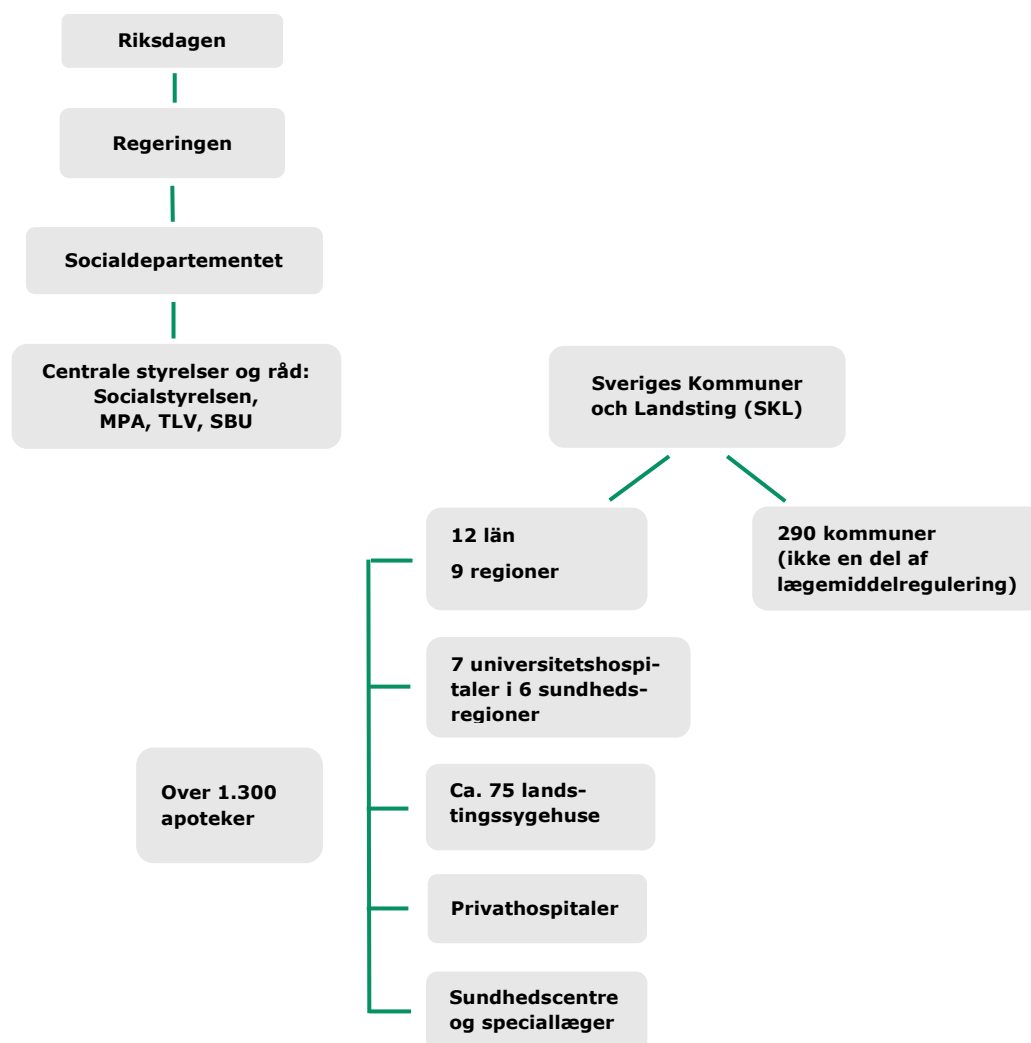 Riksdagen
Regeringen
Socialdepartementet
Centrale styrelser og råd:
Socialstyrelsen,
MPA, TLV, SBU
Sveriges Kommuner
och Landsting (SKL)
12 län
9 regioner
290 kommuner
(ikke en del af
lægemiddelregulering)
7 universitetshospi-
taler i 6 sundheds-
regioner
Over 1.300
apoteker
Ca. 75 lands-
tingssygehuse
Privathospitaler
Sundhedscentre
og speciallæger